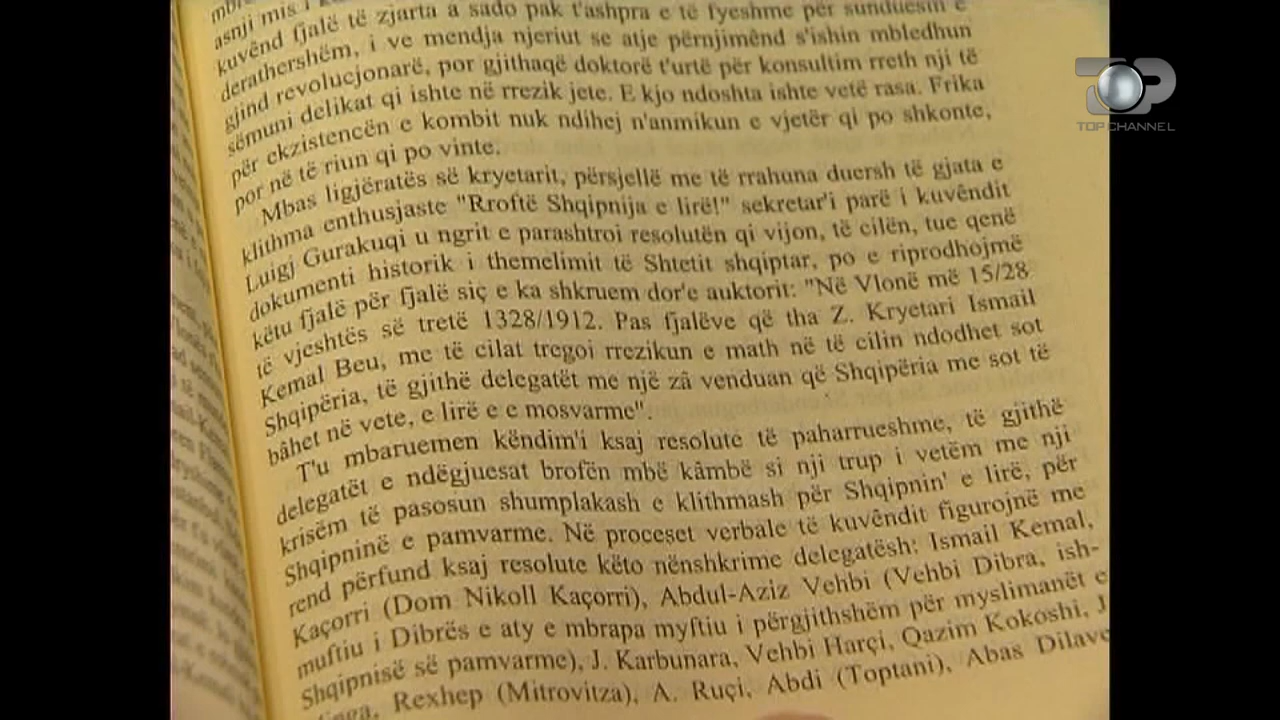 asnji mis i
kuvênd fjalë të zjarta a sado pak t'ashpra e të fyeshme për sunduesin e
derathershëm, i ve mendja njeriut se atje përnjimênd s'ishin mbledhun
gjind revolucjonarë, por gjithaqë doktorë t'urtë për konsultim rreth nji të
sëmuni delikat qi ishte në rrezik jete. E kjo ndoshta ishte vetë rasa. Frika
për ekzistencën e kombit nuk ndihej n'anmikun e vjetër qi po shkonte,
por në të riun qi po vinte.
Mbas ligjëratës së kryetarit, përsjellë me të rrahuna duersh të gjata e
klithma enthusjaste "Rroftë Shqipnija e lirë!" sekretar'i parë i kuvêndit
Luigj Gurakuqi u ngrit e parashtroi resolutën qi vijon, të cilën, tue qenë
dokumenti historik i themelimit të Shtetit shqiptar, po e riprodhojmë
këtu fjalë për fjalë siç e ka shkruem dor'e auktorit: "Në Vlonë më 15/28
të vjeshtës së tretë 1328/1912. Pas fjalëve që tha Z. Kryetari Ismail
Kemal Beu, me të cilat tregoi rrezikun e math në të cilin ndodhet sot
Shqipëria, të gjithë delegatët me një zâ venduan që Shqipëria me sot të
bâhet në vete, e lirë e e mosvarme".
T'u mbaruemen këndim'i ksaj resolute të paharrueshme, të gjithë
delegatët e ndëgjuesat brofën mbë kâmbë si nji trup i vetëm me nji
krisëm të pasosun shumplakash e klithmash për Shqipnin' e lirë, për
Shqipninë e pamvarme. Në proceset verbale të kuvêndit figurojnë me
rend përfund ksaj resolute këto nënshkrime delegatësh: Ismail Kemal,
Kaçorri (Dom Nikoll Kaçorri), Abdul-Aziz Vehbi (Vehbi Dibra, ish-
muftiu i Dibrës e aty e mbrapa myftiu i përgjithshëm për myslimanët e
Shqipnisë së pamvarme), J. Karbunara, Vehbi Harçi, Qazim Kokoshi, J.
Rexhep (Mitrovitza), A. Ruçi, Abdi (Toptani), Abas Dilave
TOP CHANNEL